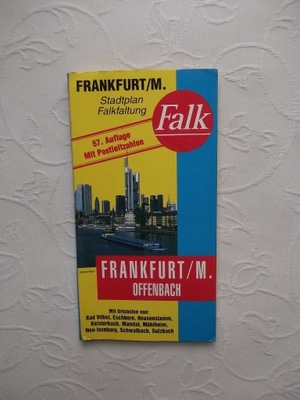 FRANKFURT/M.
Stadtplan
Falkfaltung
Falk
57. Auflage
Mit Postleitzahlen
FRANKFURT/M.
OFFENBACH
Mit Ortsteilen von:
Bad Vilbel, Eschborn, Heusenstamm,
Kelsterbach, Maintal, Mühlheim,
Neu-Isenburg, Schwalbach, Sulzbach